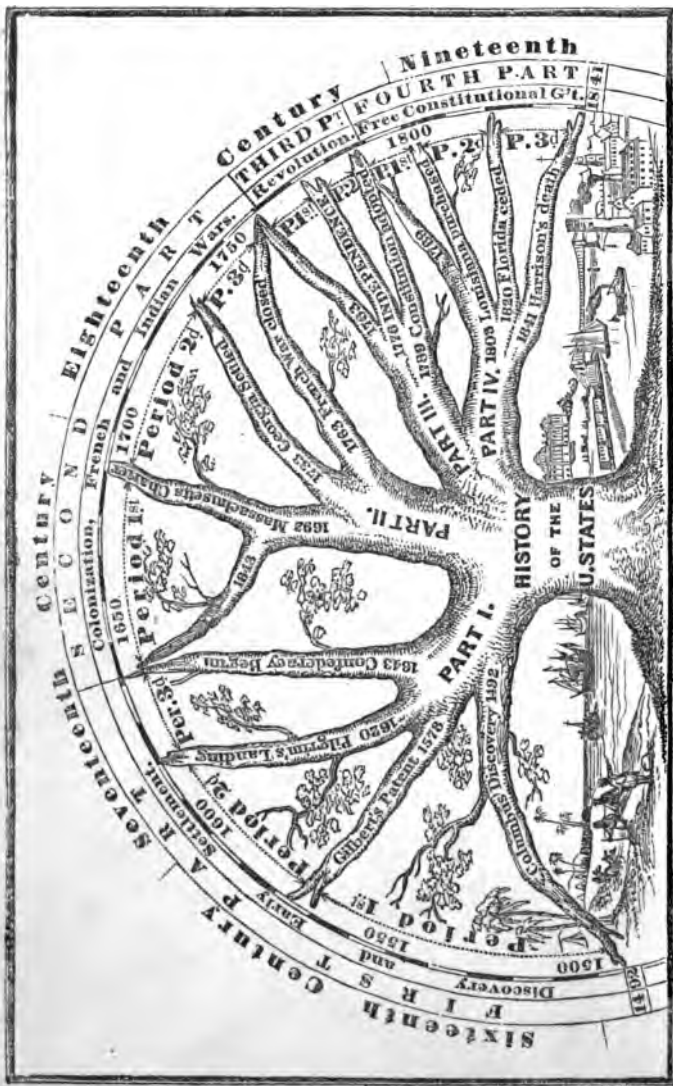 Sixteenth Century
Seventeenth Century
Eighteenth Century
Nineteenth
FIRST PART
SECOND PART
THIRD PT
FOURTH PART
1492
Discovery and Early Settlement.
Colonization, French and Indian Wars.
Revolution.
Free Constitutional G't.
1841
1500
1550
1600
1650
1700
1750
1800
Period 1st
Period 2d
Per. 3d
Period 1st
Period 2d
P. 3d
P. 1st
P. 2d
P. 1st
P. 2d
P. 3d
Columbus Discovery 1492
Gilbert's Patent 1578
1620 Pilgrim's Landing
1643 Confederacy Begun
1643
1692 Massachusetts Charter
1733 Georgia Settled
1763 French War closed
1763
1776 INDEPENDENCE
1789 Constitution adopted
1789
1803 Louisiana purchased
1820 Florida ceded
1841 Harrison's death
PART I.
PART II.
PART III.
PART IV.
HISTORY
OF THE
U. STATES